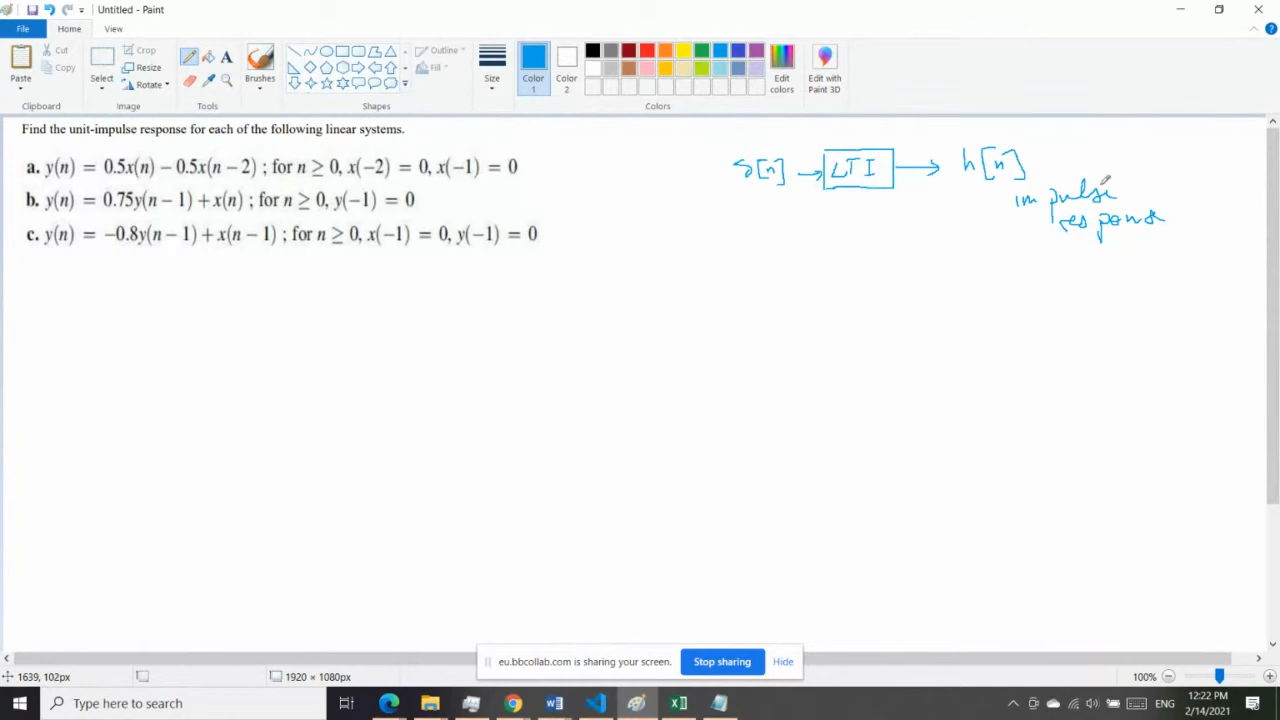 Untitled - Paint
File Home View
Paste
Cut
Copy
Clipboard
Select
Crop
Resize
Rotate
Image
Tools
Brushes
Shapes
Outline
Fill
Size
Color 1
Color 2
Colors
Edit colors
Edit with Paint 3D
Find the unit-impulse response for each of the following linear systems.
a. y(n) = 0.5x(n) − 0.5x(n − 2) ; for n ≥ 0, x(−2) = 0, x(−1) = 0
b. y(n) = 0.75y(n − 1) + x(n) ; for n ≥ 0, y(−1) = 0
c. y(n) = −0.8y(n − 1) + x(n − 1) ; for n ≥ 0, x(−1) = 0, y(−1) = 0
δ[n] → LTI → h[n]
impulse
response
eu.bbcollab.com is sharing your screen. Stop sharing Hide
1639, 102px
1920 × 1080px
100%
Type here to search
ENG
12:22 PM
2/14/2021